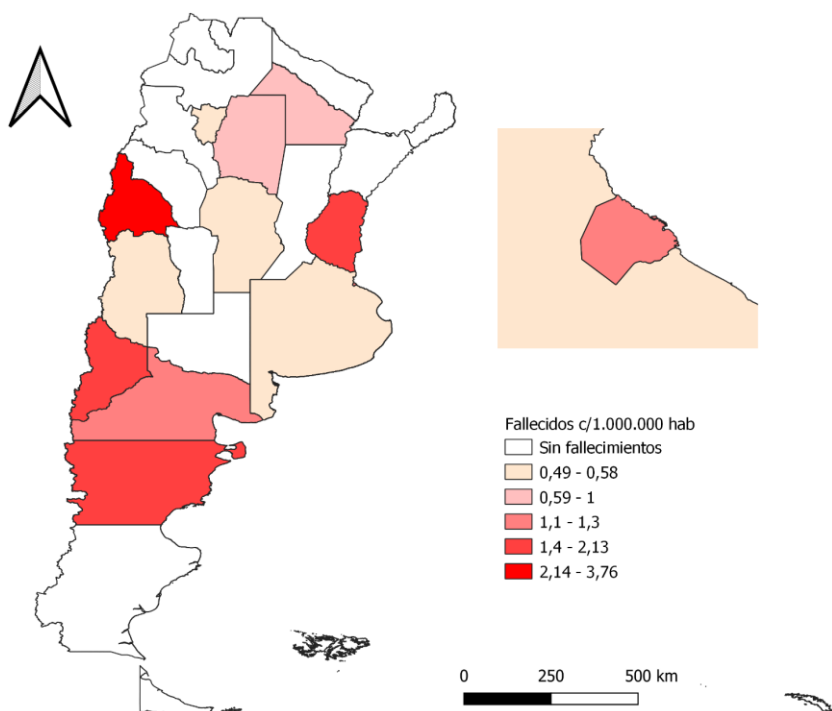 Fallecidos c/1.000.000 hab
Sin fallecimientos
0,49 - 0,58
0,59 - 1
1,1 - 1,3
1,4 - 2,13
2,14 - 3,76
0 250 500 km